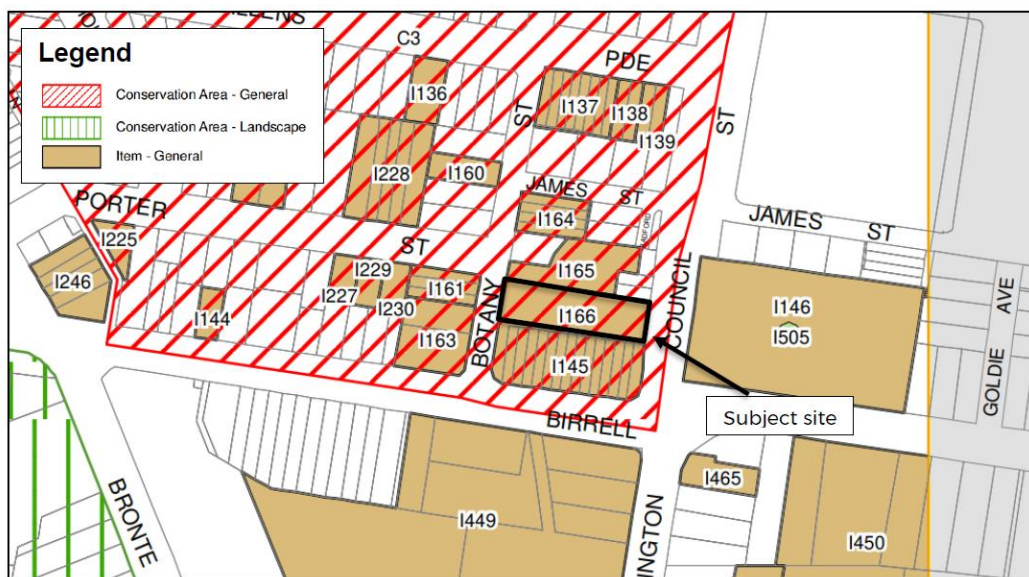 Legend
Conservation Area - General
Conservation Area - Landscape
Item - General
C3
PDE
I136
I137
I138
I139
ST
ST
I228
I160
JAMES
ST
I164
JAMES
ST
PORTER
I225
I246
ST
I229
I227
I230
I161
I165
I144
I163
BOTANY
I166
I145
COUNCIL
I146
I505
AVE
GOLDIE
Subject site
BIRRELL
BRONTE
I449
I465
I450
INGTON